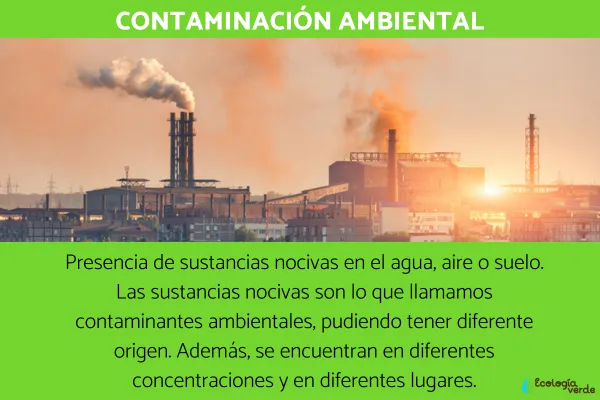 CONTAMINACIÓN AMBIENTAL
Presencia de sustancias nocivas en el agua, aire o suelo.
Las sustancias nocivas son lo que llamamos
contaminantes ambientales, pudiendo tener diferente
origen. Además, se encuentran en diferentes
concentraciones y en diferentes lugares.
Ecología
verde